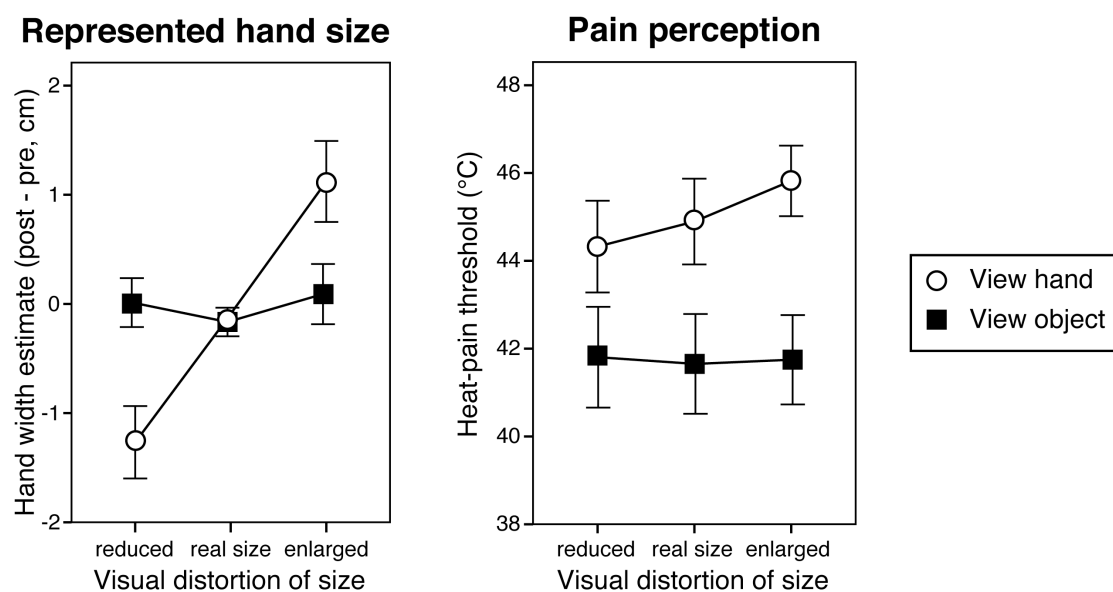 Represented hand size
Hand width estimate (post - pre, cm)
2
1
0
-1
-2
reduced real size enlarged
Visual distortion of size
Pain perception
Heat-pain threshold (°C)
48
46
44
42
40
38
reduced real size enlarged
Visual distortion of size
View hand
View object